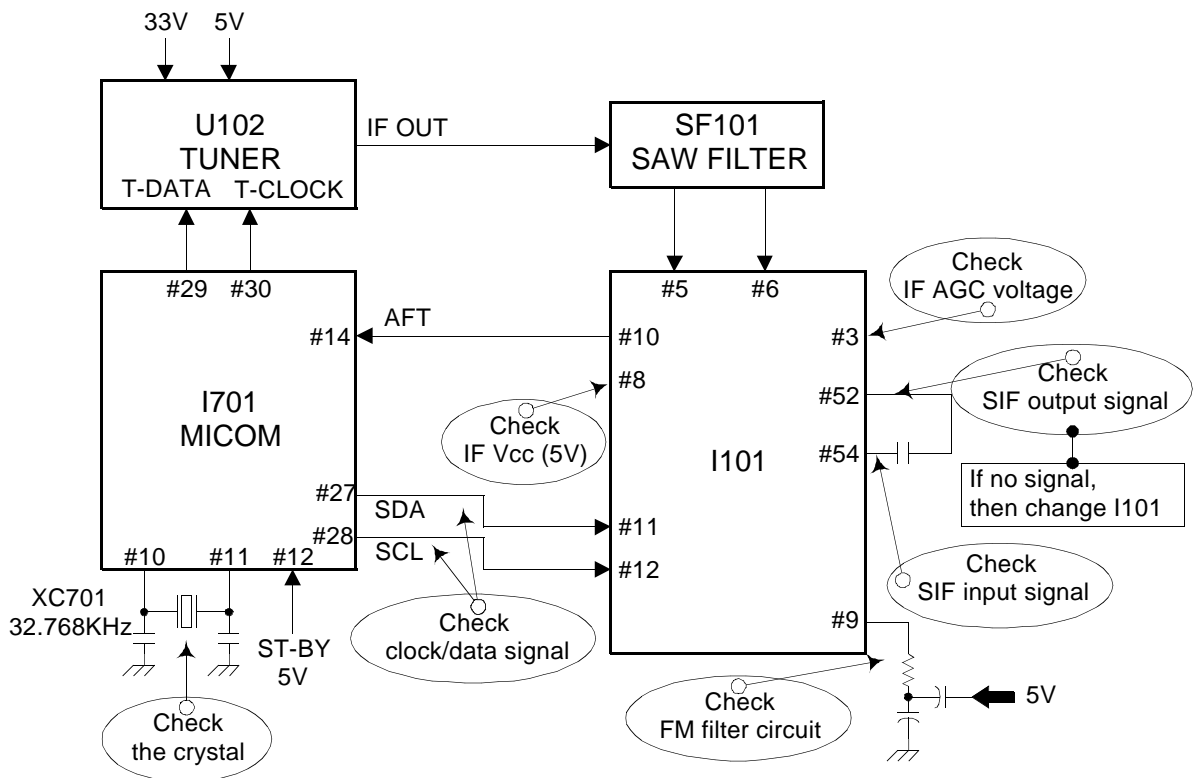 33V
5V
U102
TUNER
T-DATA
T-CLOCK
IF OUT
SF101
SAW FILTER
#29
#30
#5
#6
Check
IF AGC voltage
#14
AFT
#10
#3
#8
#52
Check
SIF output signal
I701
MICOM
Check
IF Vcc (5V)
I101
#54
If no signal,
then change I101
#27
SDA
#11
#28
SCL
#12
#10
#11
#12
Check
SIF input signal
XC701
32.768KHz
ST-BY
5V
Check
clock/data signal
#9
Check
the crystal
Check
FM filter circuit
5V